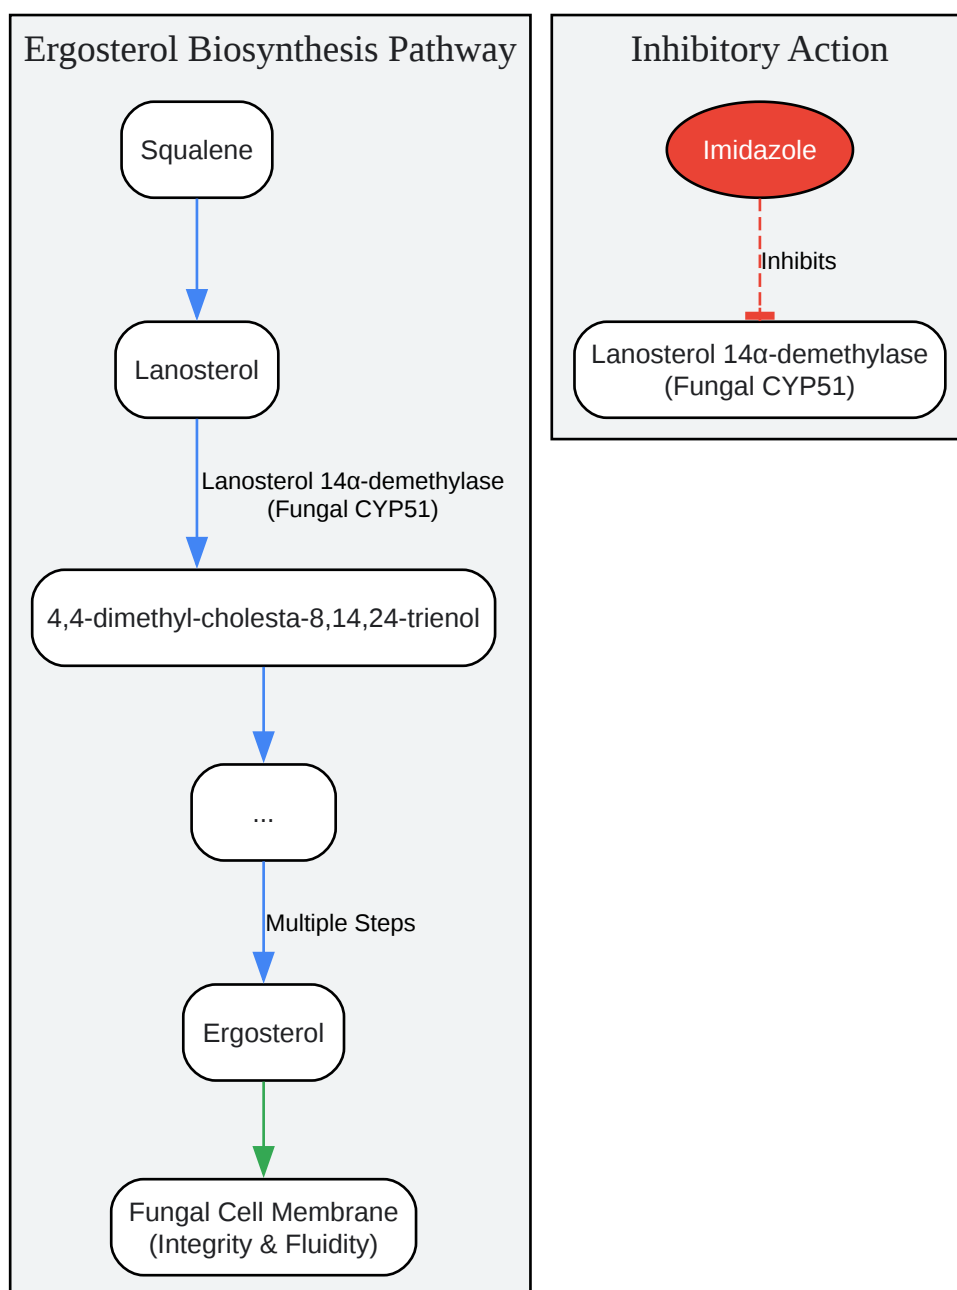 Ergosterol Biosynthesis Pathway
Squalene
Lanosterol
Lanosterol 14α-demethylase
(Fungal CYP51)
4,4-dimethyl-cholesta-8,14,24-trienol
...
Multiple Steps
Ergosterol
Fungal Cell Membrane
(Integrity & Fluidity)
Inhibitory Action
Imidazole
Inhibits
Lanosterol 14α-demethylase
(Fungal CYP51)